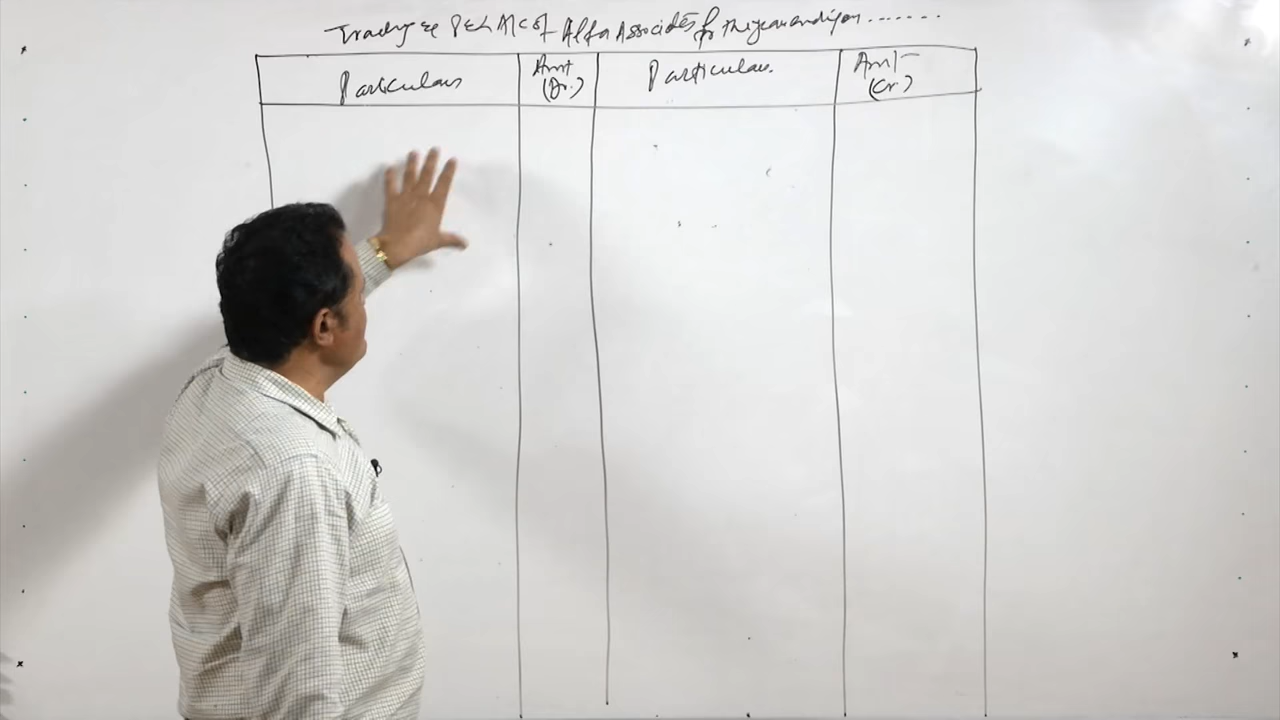 Trading & P&L A/C of Alfa Associates for the year ending on .......
Particulars Amt (Dr.) Particulars Amt (Cr)